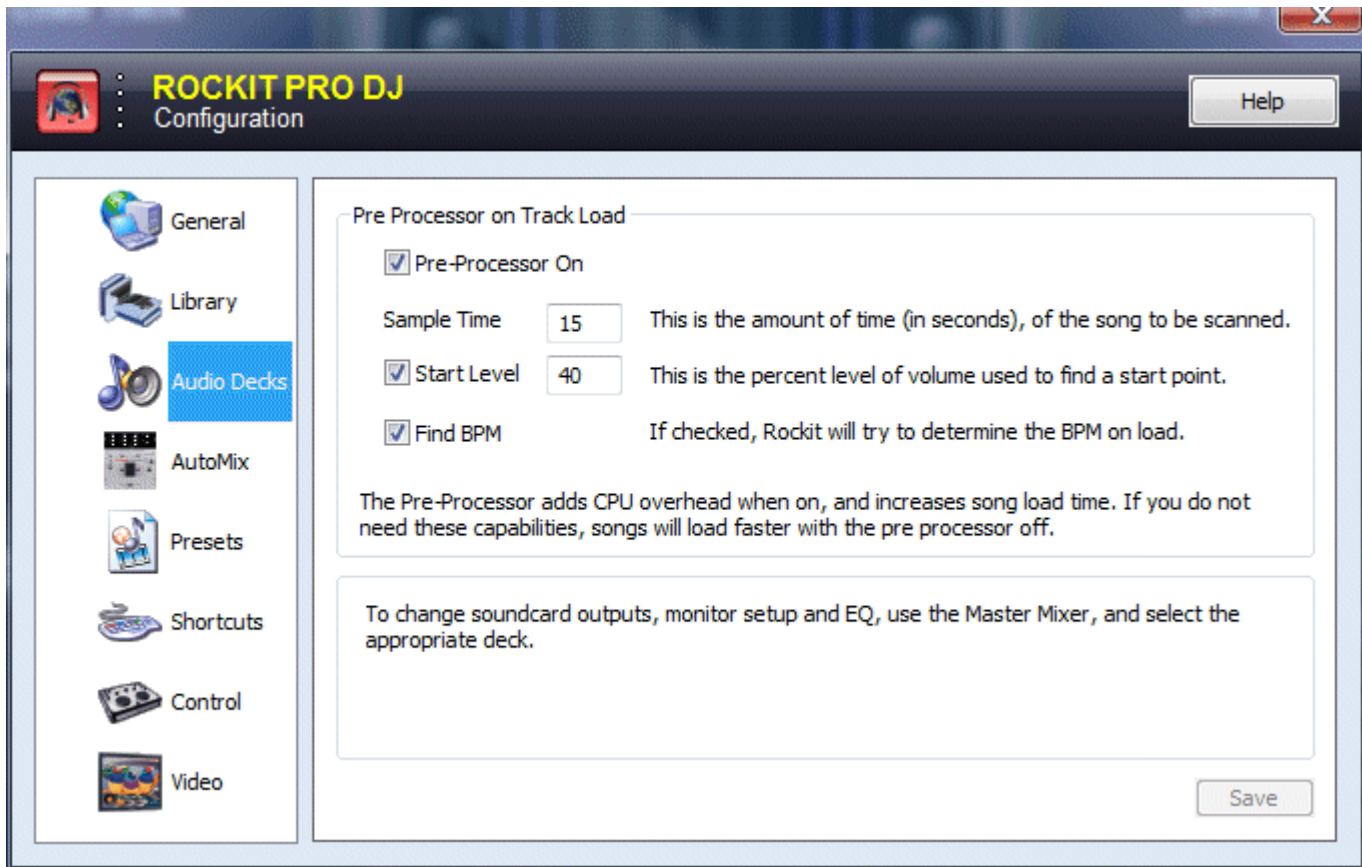 X
ROCKIT PRO DJ
Configuration
Help
General
Library
Audio Decks
AutoMix
Presets
Shortcuts
Control
Video
Pre Processor on Track Load
Pre-Processor On
Sample Time 15 This is the amount of time (in seconds), of the song to be scanned.
Start Level 40 This is the percent level of volume used to find a start point.
Find BPM If checked, Rockit will try to determine the BPM on load.
The Pre-Processor adds CPU overhead when on, and increases song load time. If you do not
need these capabilities, songs will load faster with the pre processor off.
To change soundcard outputs, monitor setup and EQ, use the Master Mixer, and select the
appropriate deck.
Save